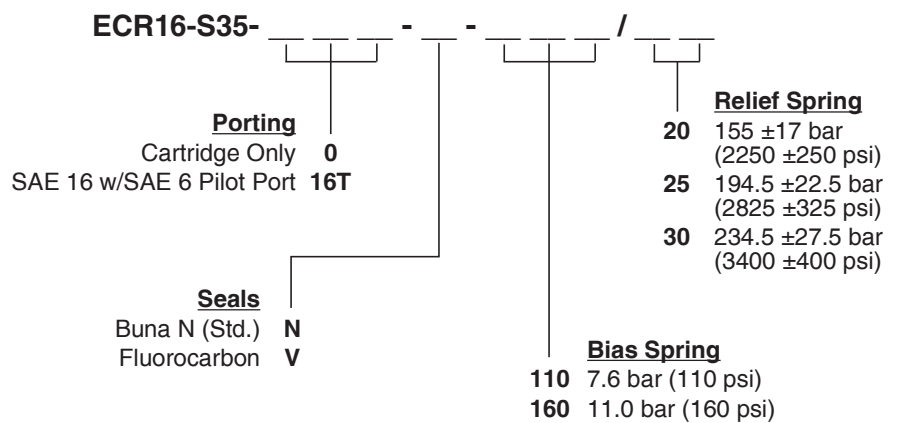 ECR16-S35- __ __ __ - __ - __ __ __ / __ __
Porting
Cartridge Only 0
SAE 16 w/SAE 6 Pilot Port 16T
Relief Spring
20 155 ±17 bar
(2250 ±250 psi)
25 194.5 ±22.5 bar
(2825 ±325 psi)
30 234.5 ±27.5 bar
(3400 ±400 psi)
Seals
Buna N (Std.) N
Fluorocarbon V
Bias Spring
110 7.6 bar (110 psi)
160 11.0 bar (160 psi)